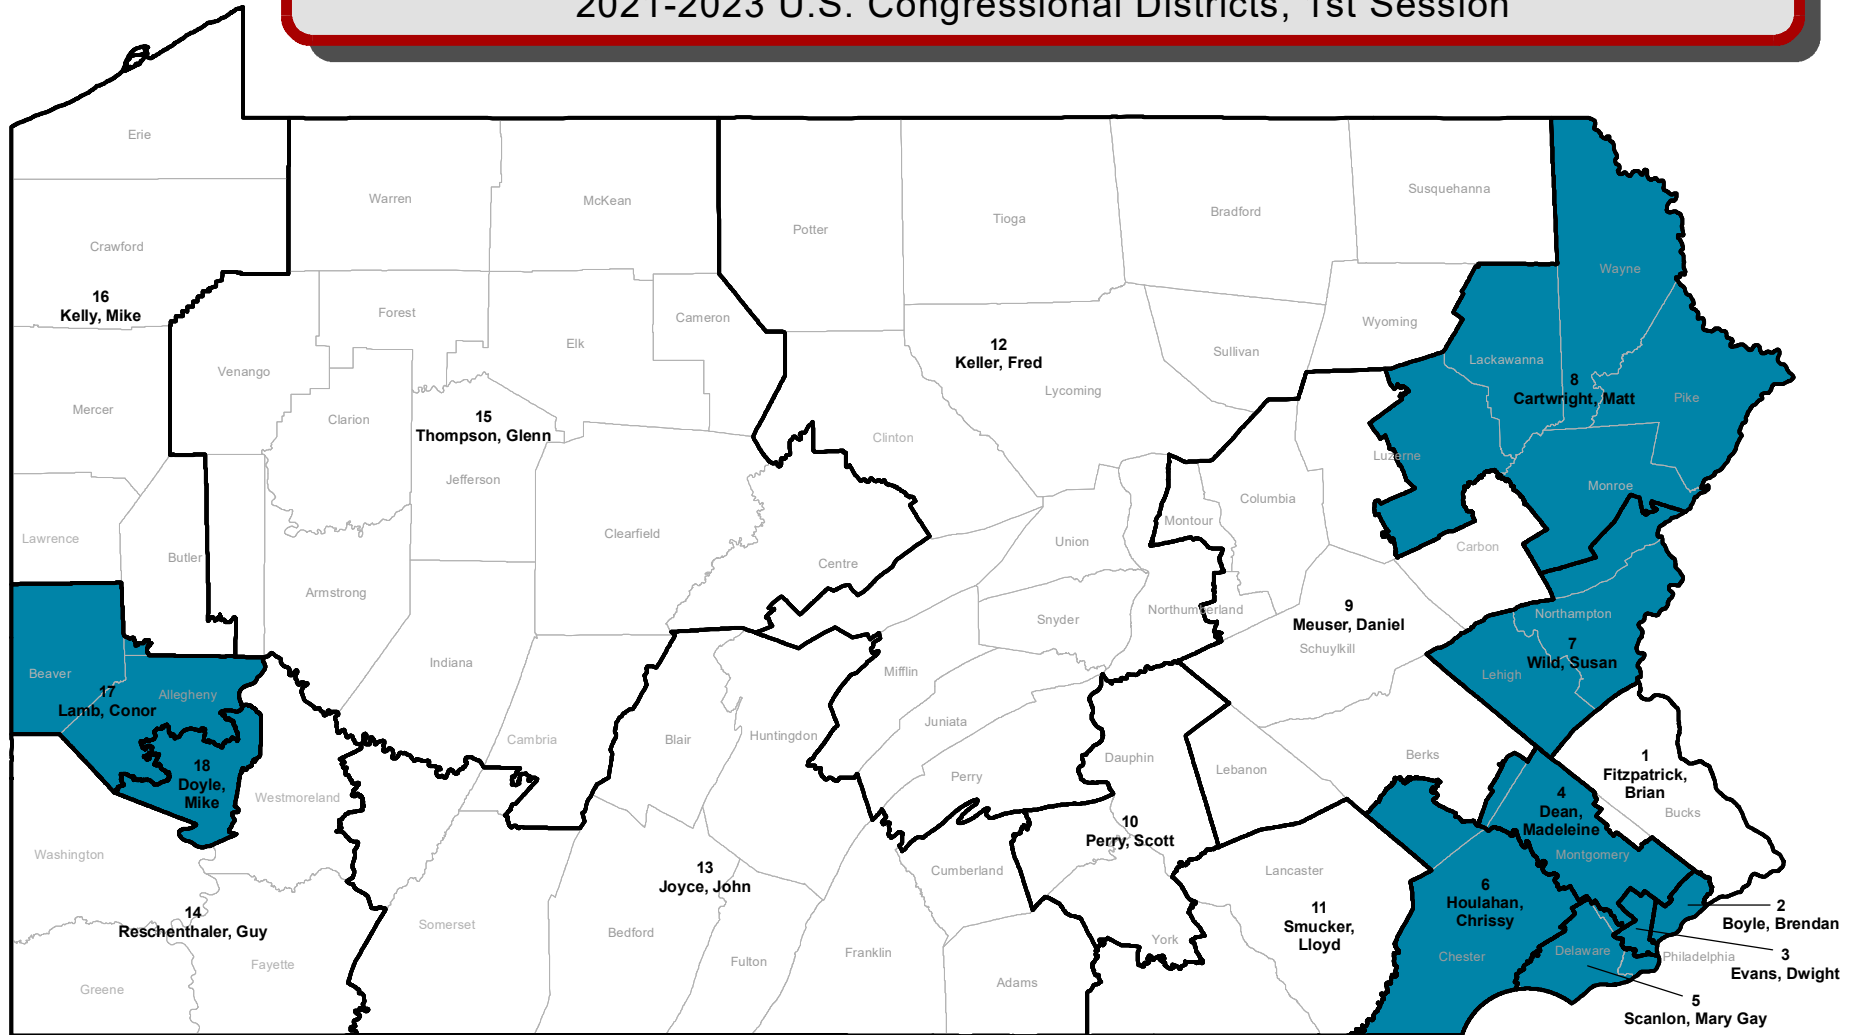 2021-2023 U.S. Congressional Districts, 1st Session
Erie
Warren
McKean
Potter
Tioga
Bradford
Susquehanna
Wayne
Crawford
16
Kelly, Mike
Forest
Cameron
Elk
Venango
12
Keller, Fred
Sullivan
Wyoming
Lackawanna
8
Cartwright, Matt
Pike
Mercer
Clarion
15
Thompson, Glenn
Lycoming
Clinton
Luzerne
Jefferson
Monroe
Columbia
Montour
Lawrence
Butler
Clearfield
Centre
Union
Carbon
Armstrong
Snyder
Northumberland
9
Meuser, Daniel
Schuylkill
Northampton
7
Wild, Susan
Lehigh
Beaver
17
Lamb, Conor
Allegheny
Indiana
Mifflin
Juniata
Cambria
Blair
Huntingdon
Dauphin
Lebanon
Berks
Perry
1
Fitzpatrick,
Brian
Bucks
18
Doyle,
Mike
Westmoreland
4
Dean,
Madeleine
Montgomery
10
Perry, Scott
Washington
13
Joyce, John
Cumberland
Lancaster
6
Houlahan,
Chrissy
11
Smucker,
Lloyd
2
Boyle, Brendan
14
Reschenthaler, Guy
Somerset
Bedford
Fulton
Franklin
York
Chester
Delaware
Philadelphia
3
Evans, Dwight
Fayette
Greene
Adams
5
Scanlon, Mary Gay